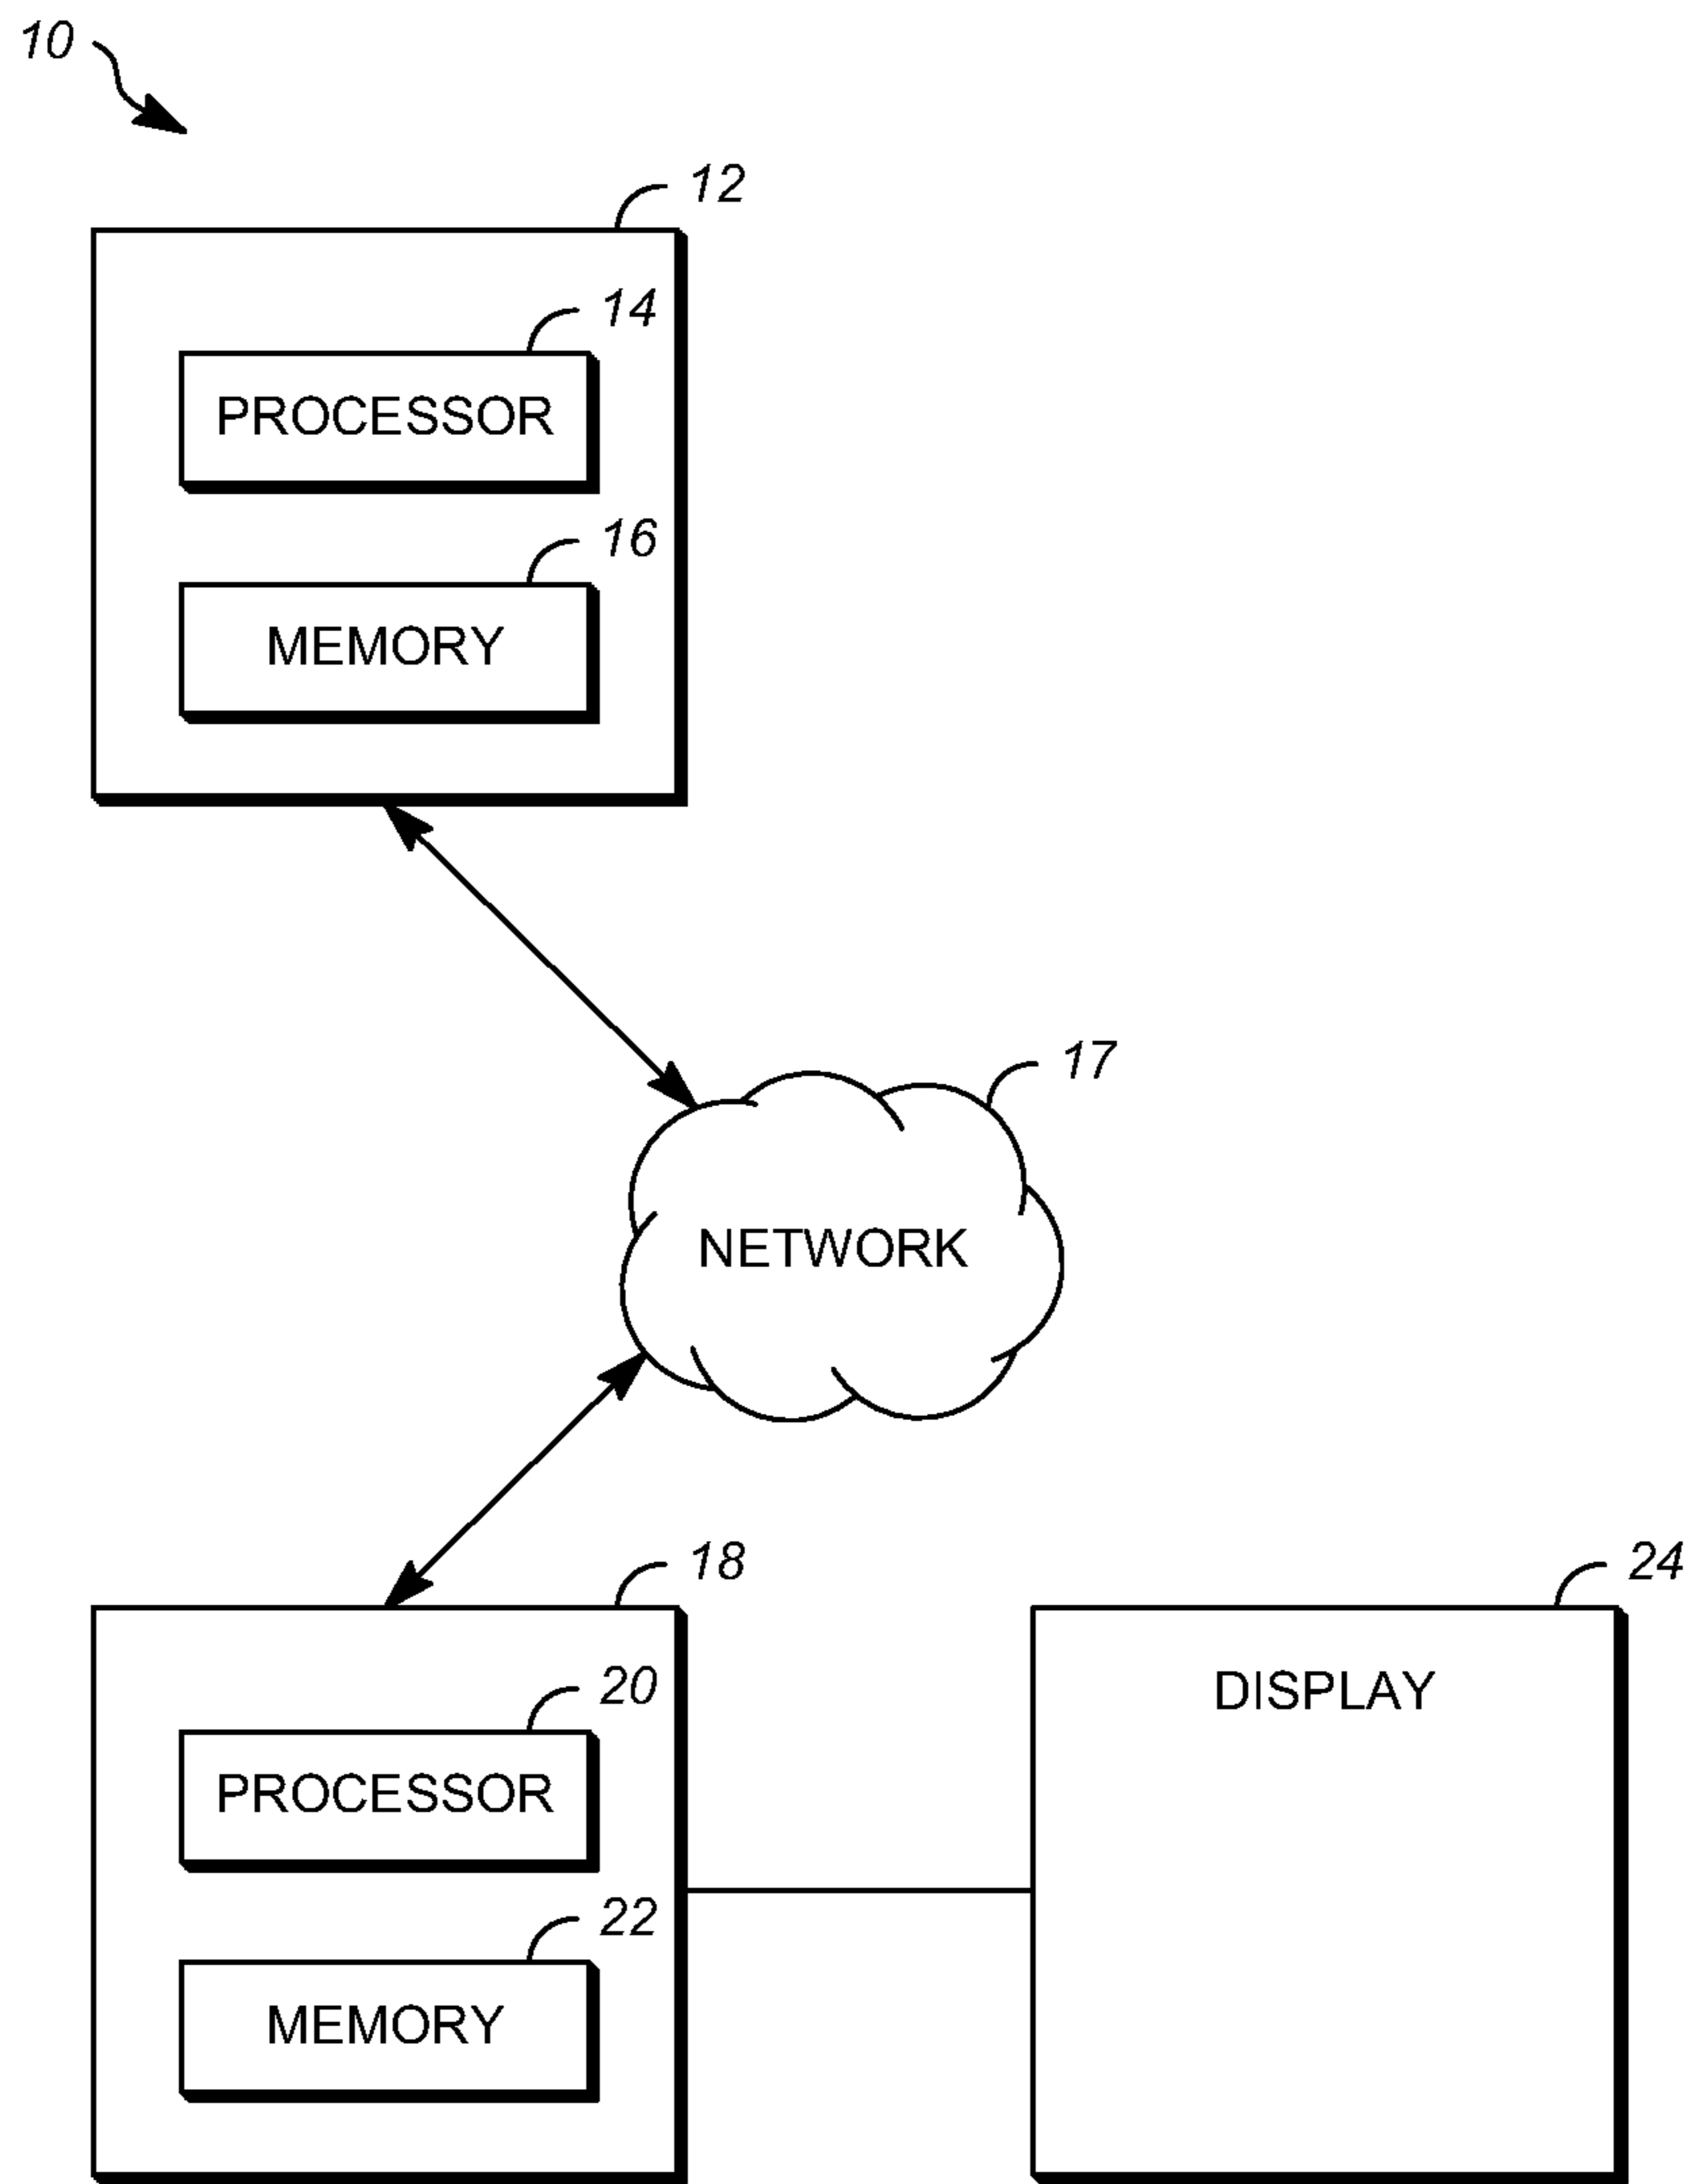 10
12
14
PROCESSOR
16
MEMORY
17
NETWORK
18
24
DISPLAY
20
PROCESSOR
22
MEMORY